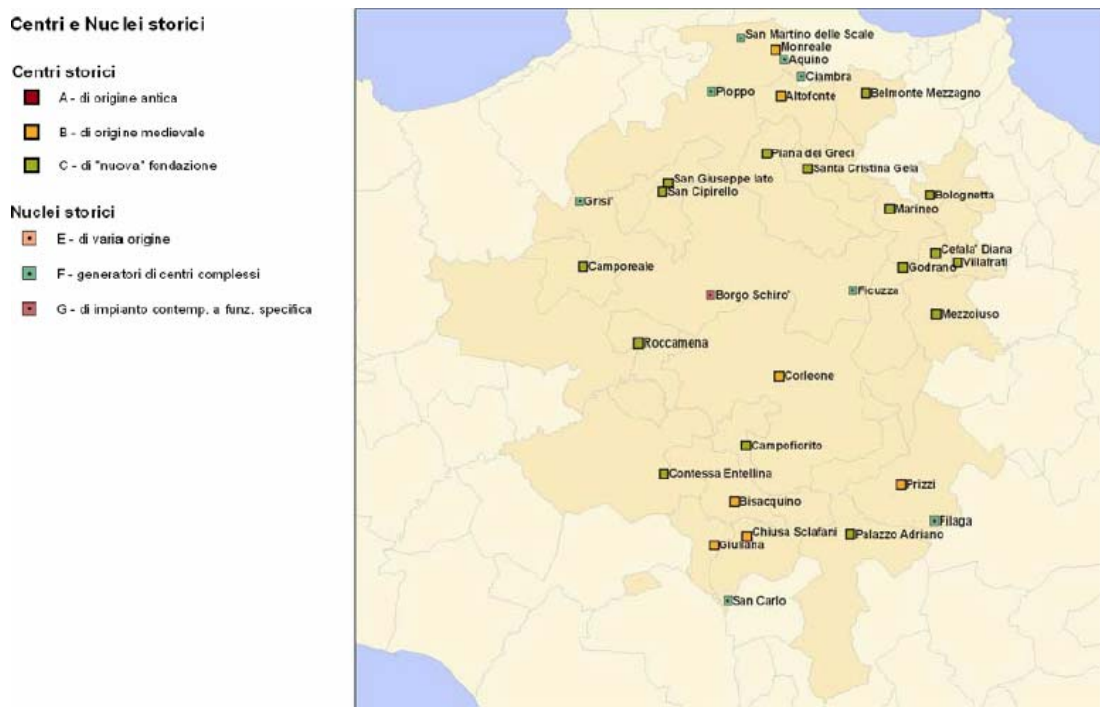 Centri e Nuclei storici
Centri storici
A - di origine antica
B - di origine medievale
C - di "nuova" fondazione
Nuclei storici
E - di varia origine
F - generatori di centri complessi
G - di impianto contemp. a funz. specifica
San Martino delle Scale
Monreale
Aquino
Ciambra
Pioppo
Altofonte
Belmonte Mezzagno
Piana dei Greci
Santa Cristina Gela
San Giuseppe Iato
San Cipirello
Grisi'
Bolognetta
Marineo
Cefala' Diana
Villafrati
Godrano
Camporeale
Borgo Schiro'
Ficuzza
Mezzoiuso
Roccamena
Corleone
Campofiorito
Contessa Entellina
Prizzi
Bisacquino
Filaga
Chiusa Sclafani
Palazzo Adriano
Giuliana
San Carlo